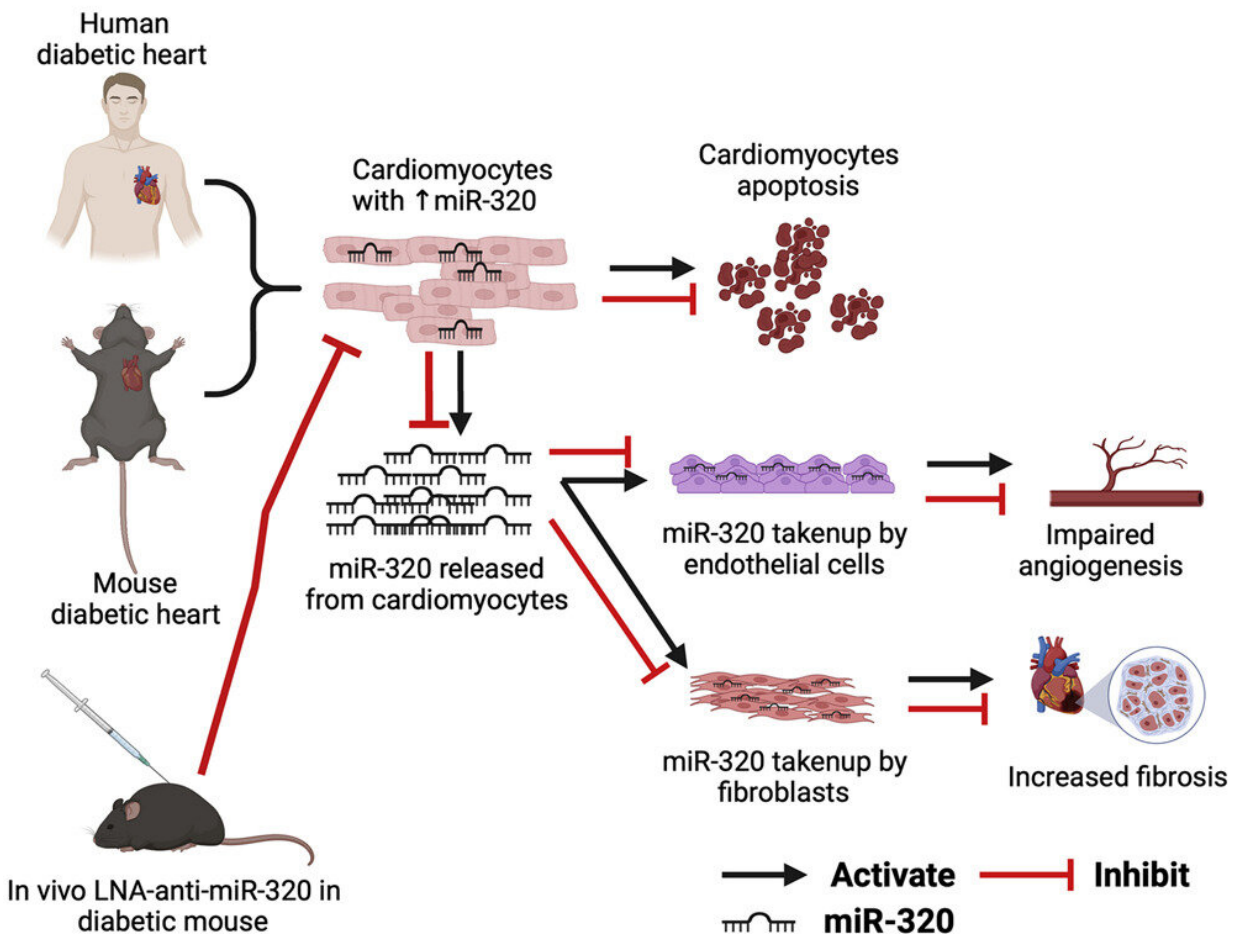 Human
diabetic heart
Cardiomyocytes
with ↑miR-320
Cardiomyocytes
apoptosis
Mouse
diabetic heart
miR-320 released
from cardiomyocytes
miR-320 takenup by
endothelial cells
Impaired
angiogenesis
miR-320 takenup by
fibroblasts
Increased fibrosis
In vivo LNA-anti-miR-320 in
diabetic mouse
Activate
Inhibit
miR-320